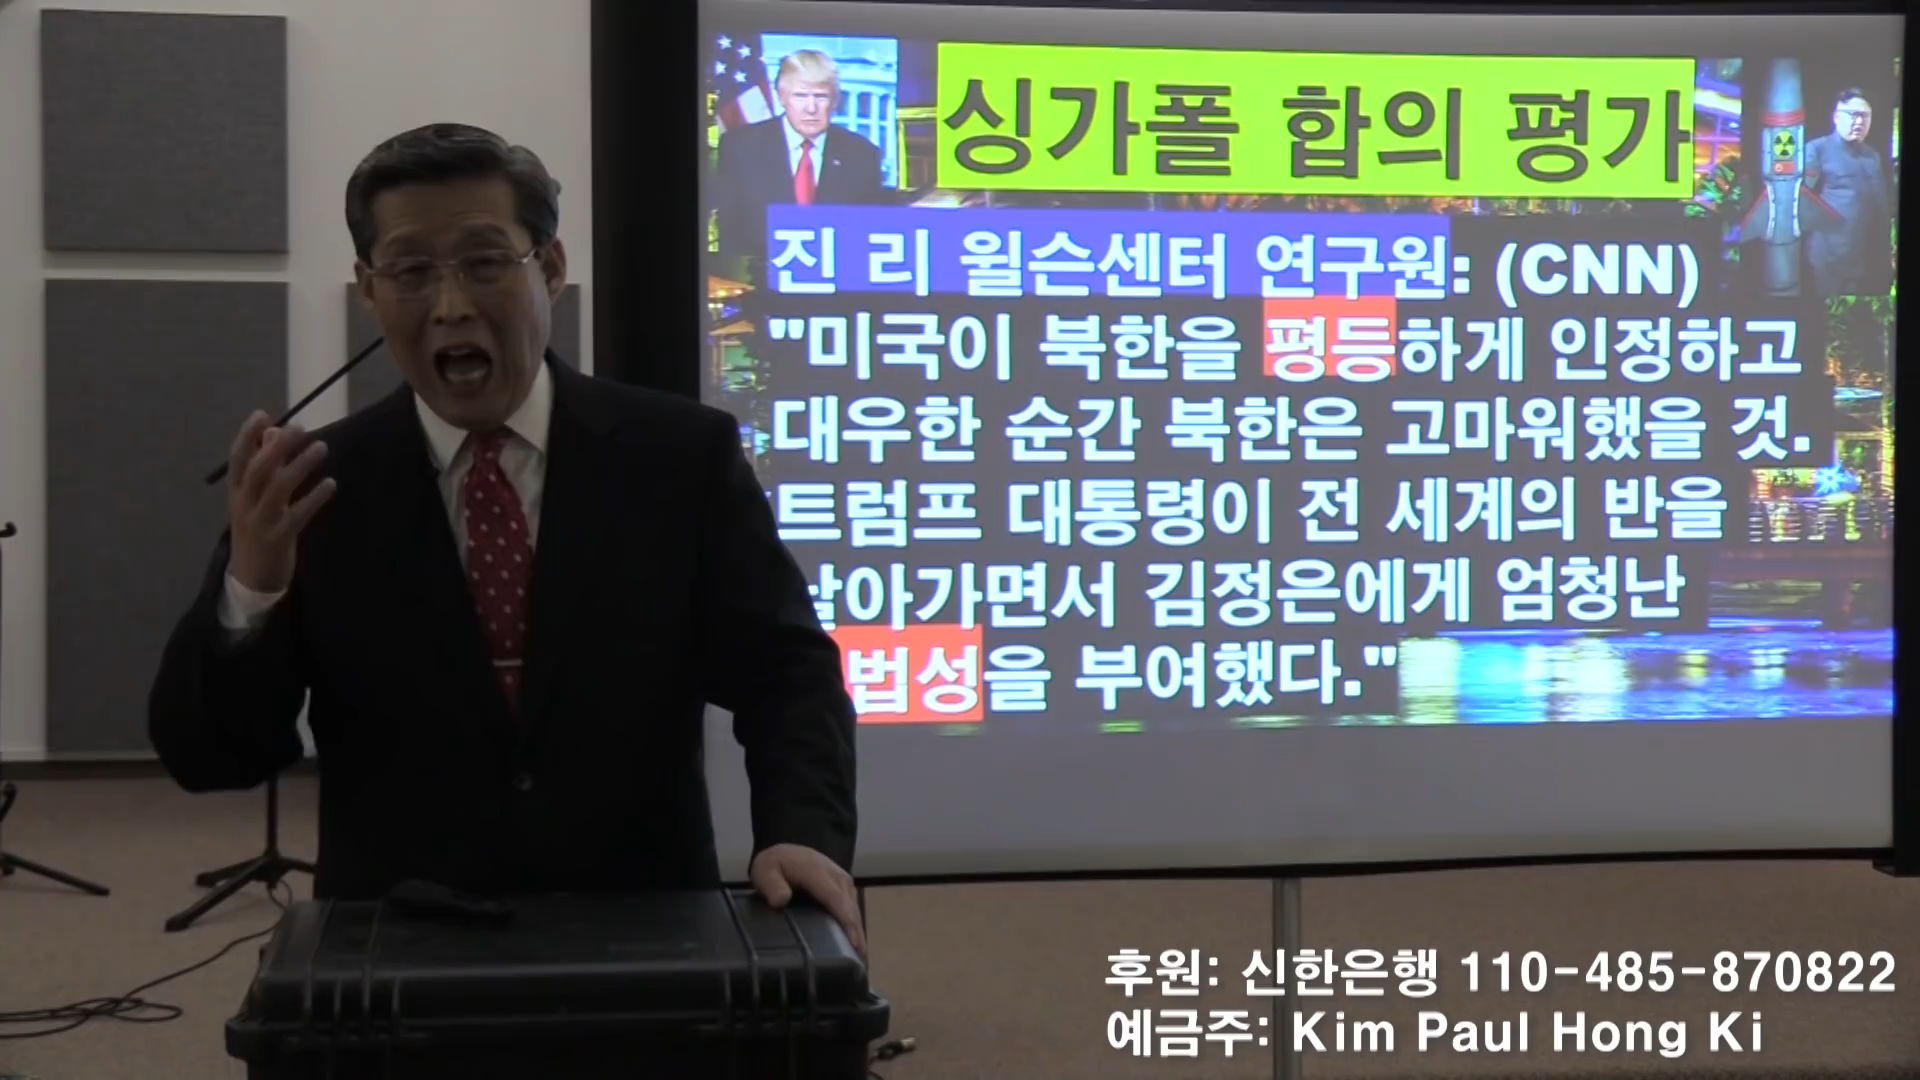 싱가폴 합의 평가
진 리 윌슨센터 연구원: (CNN)
"미국이 북한을 평등하게 인정하고
대우한 순간 북한은 고마워했을 것.
트럼프 대통령이 전 세계의 반을
날아가면서 김정은에게 엄청난
법성을 부여했다."
후원: 신한은행 110-485-870822
예금주: Kim Paul Hong Ki